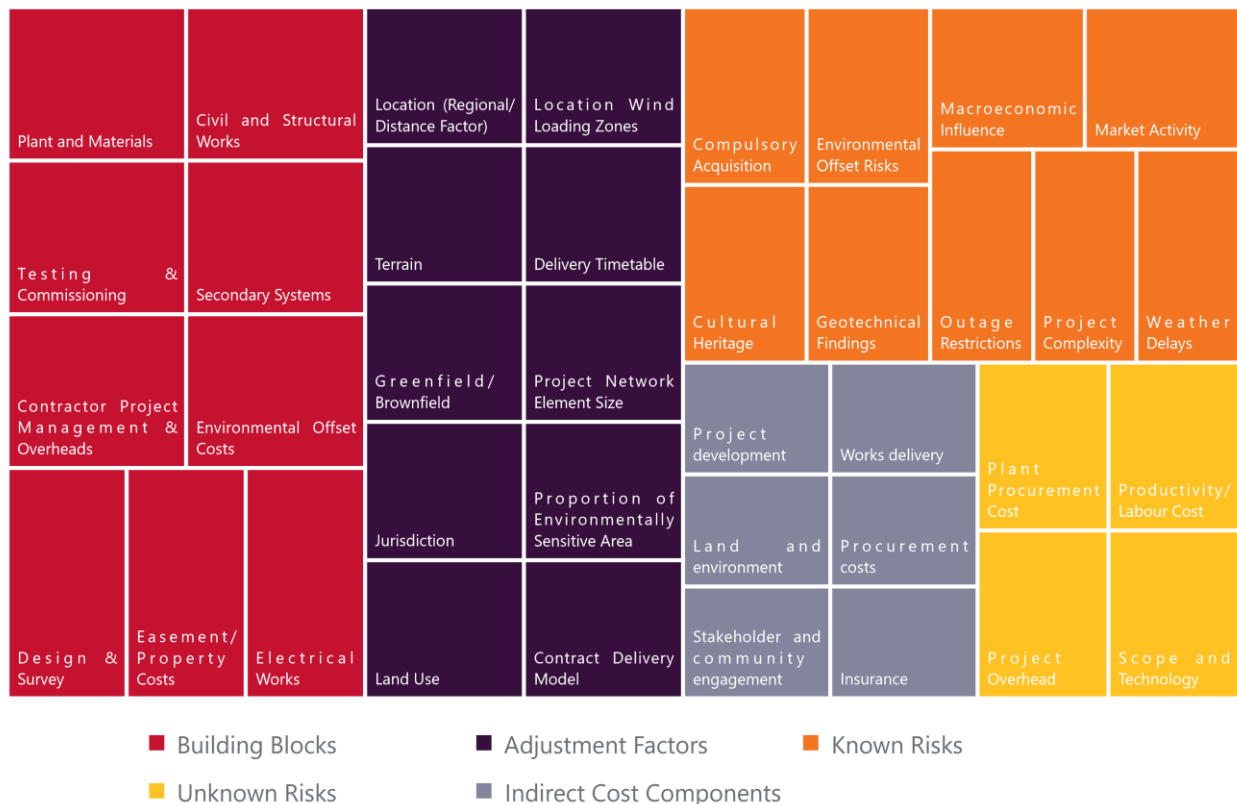 Plant and Materials
Civil and Structural
Works
Testing &
Commissioning
Secondary Systems
Contractor Project
Management &
Overheads
Environmental Offset
Costs
Design &
Survey
Easement/
Property
Costs
Electrical
Works
Location (Regional/
Distance Factor)
Location Wind
Loading Zones
Terrain
Delivery Timetable
Greenfield/
Brownfield
Project Network
Element Size
Jurisdiction
Proportion of
Environmentally
Sensitive Area
Land Use
Contract Delivery
Model
Compulsory
Acquisition
Environmental
Offset Risks
Macroeconomic
Influence
Market Activity
Cultural
Heritage
Geotechnical
Findings
Outage
Restrictions
Project
Complexity
Weather
Delays
Project
development
Works delivery
Land and
environment
Procurement
costs
Stakeholder and
community
engagement
Insurance
Plant
Procurement
Cost
Productivity/
Labour Cost
Project
Overhead
Scope and
Technology
Building Blocks
Adjustment Factors
Known Risks
Unknown Risks
Indirect Cost Components